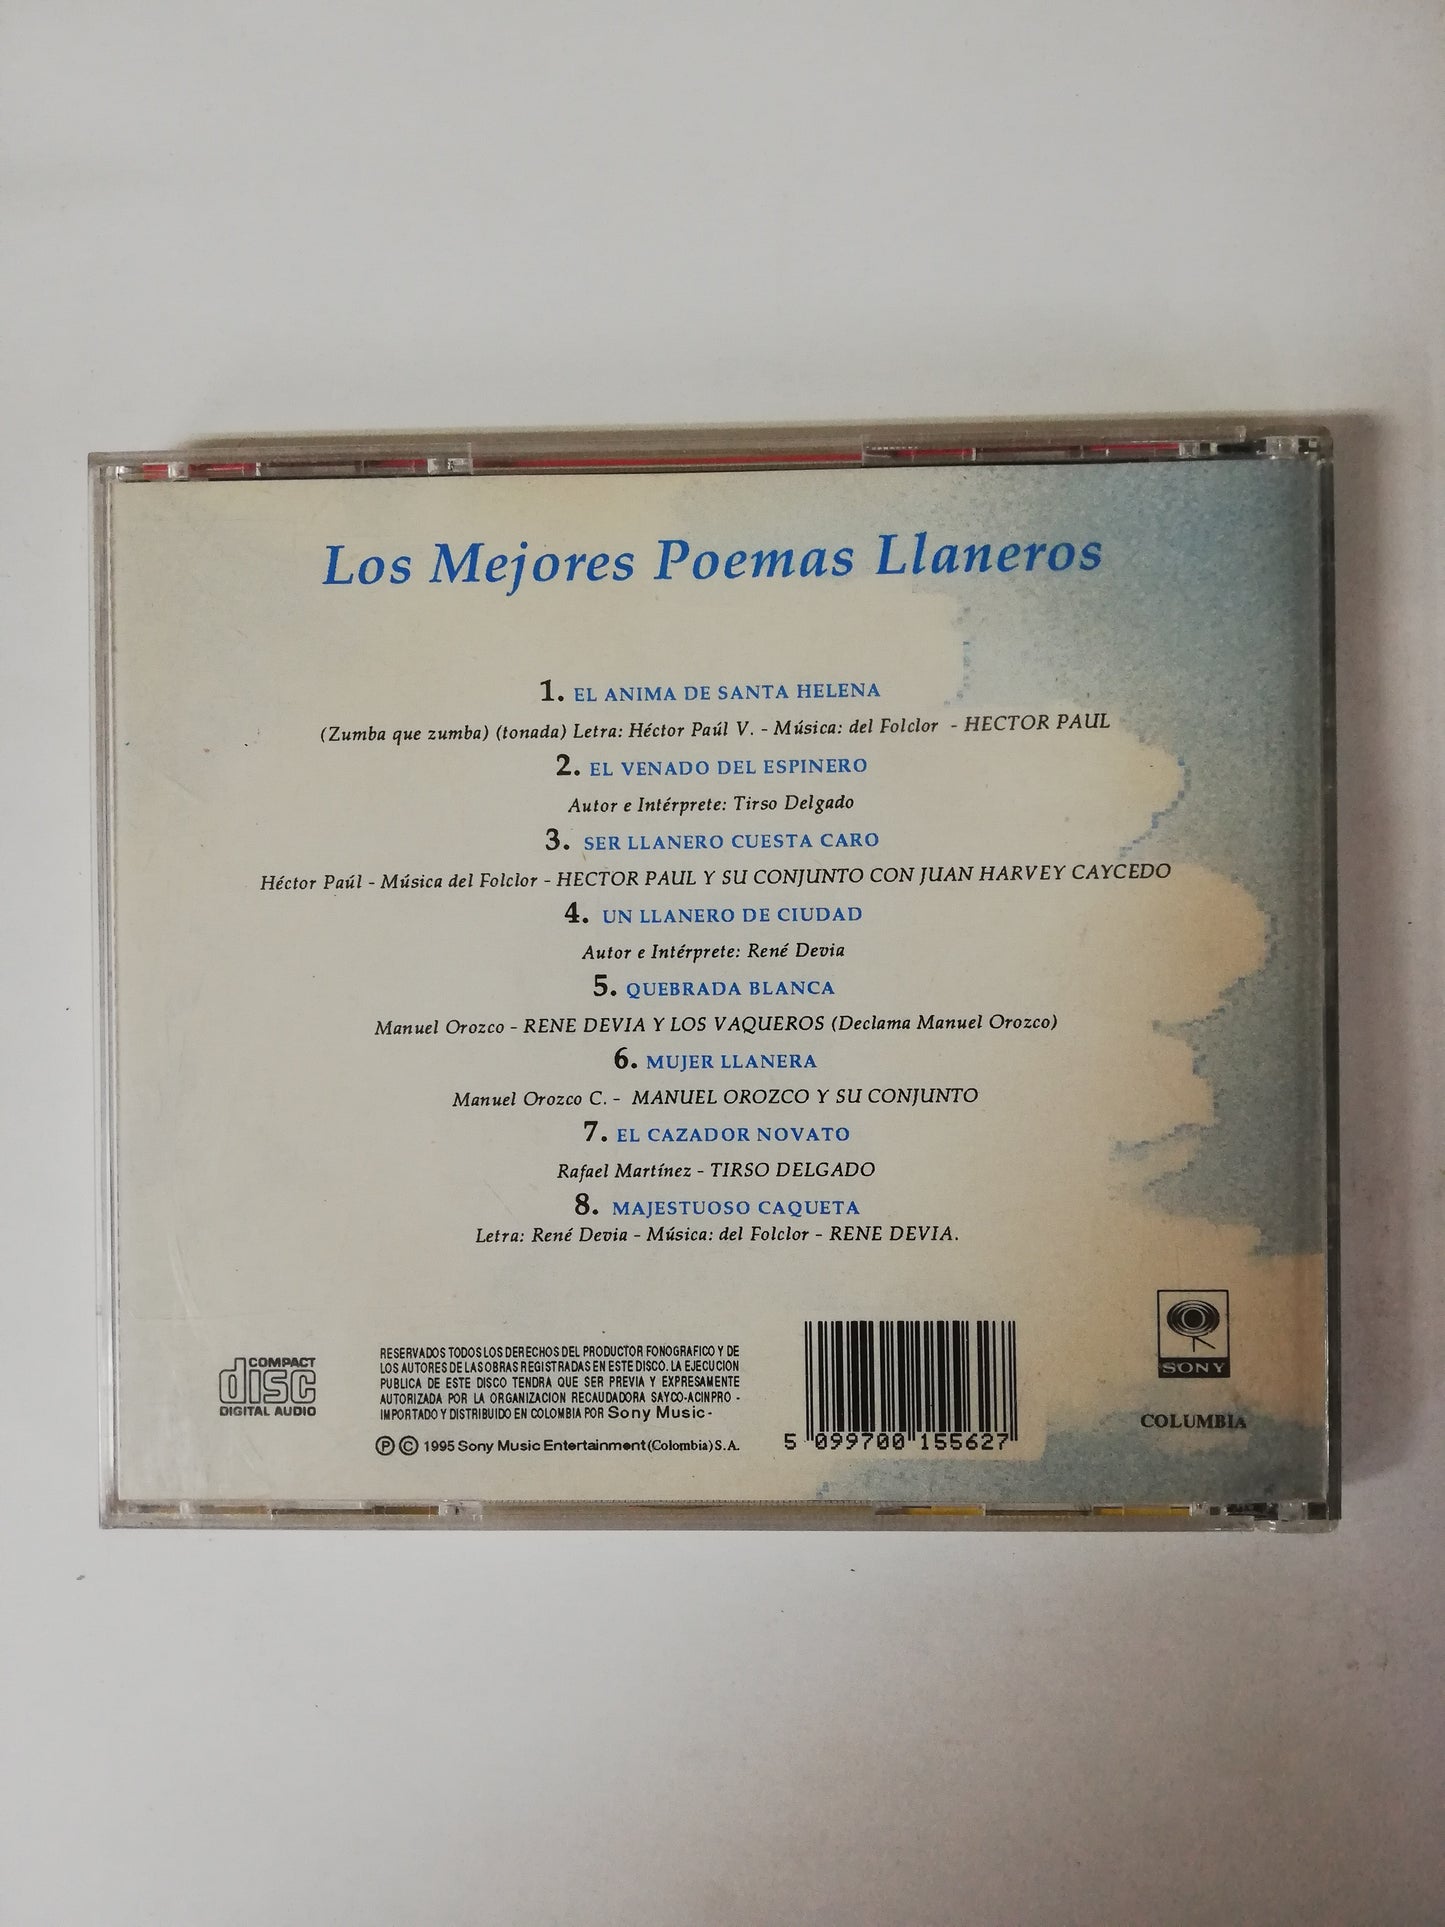 Los Mejores Poemas Llaneros
1. EL ANIMA DE SANTA HELENA
(Zumba que zumba) (tonada) Letra: Héctor Paúl V. - Música: del Folclor - HECTOR PAUL
2. EL VENADO DEL ESPINERO
Autor e Intérprete: Tirso Delgado
3. SER LLANERO CUESTA CARO
Héctor Paúl - Música del Folclor - HECTOR PAUL Y SU CONJUNTO CON JUAN HARVEY CAYCEDO
4. UN LLANERO DE CIUDAD
Autor e Intérprete: René Devia
5. QUEBRADA BLANCA
Manuel Orozco - RENE DEVIA Y LOS VAQUEROS (Declama Manuel Orozco)
6. MUJER LLANERA
Manuel Orozco C. - MANUEL OROZCO Y SU CONJUNTO
7. EL CAZADOR NOVATO
Rafael Martínez - TIRSO DELGADO
8. MAJESTUOSO CAQUETA
Letra: René Devia - Música: del Folclor - RENE DEVIA.
COMPACT
disc
DIGITAL AUDIO
RESERVADOS TODOS LOS DERECHOS DEL PRODUCTOR FONOGRAFICO Y DE
LOS AUTORES DE LAS OBRAS REGISTRADAS EN ESTE DISCO. LA EJECUCION
PUBLICA DE ESTE DISCO TENDRA QUE SER PREVIA Y EXPRESAMENTE
AUTORIZADA POR LA ORGANIZACION RECAUDADORA SAYCO-ACINPRO -
IMPORTADO Y DISTRIBUIDO EN COLOMBIA POR Sony Music-
Ⓟ © 1995 Sony Music Entertainment (Colombia) S.A.
5 099700 155627
SONY
COLUMBIA